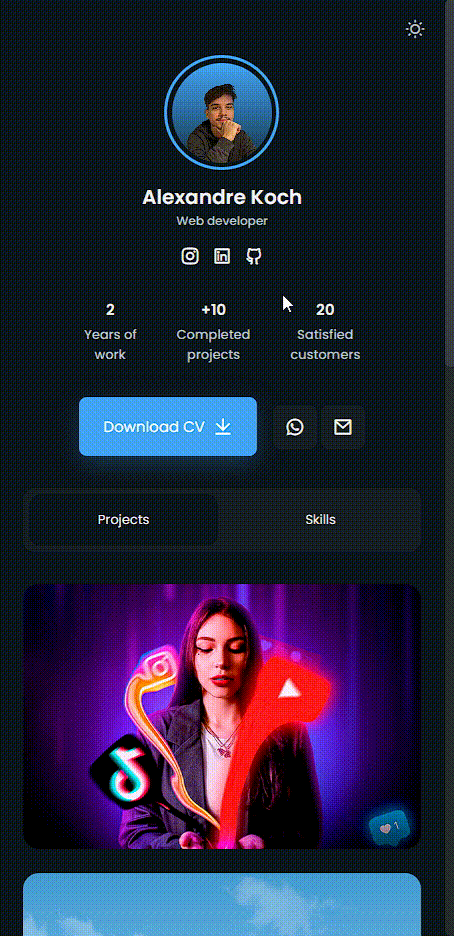 Alexandre Koch
Web developer
2
Years of
work
+10
Completed
projects
20
Satisfied
customers
Download CV
Projects
Skills
1